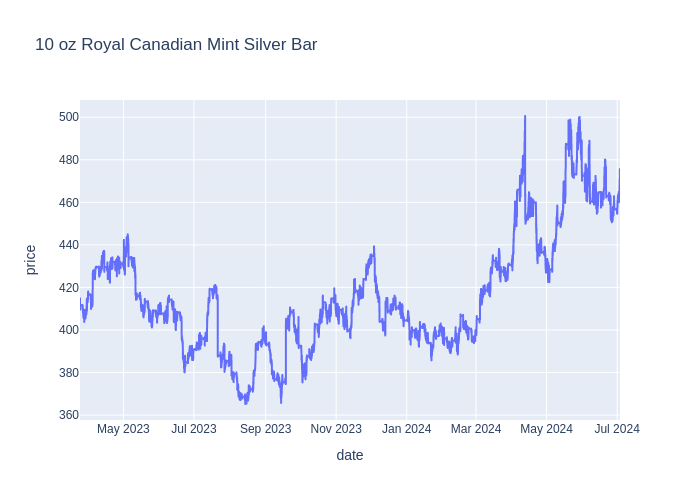 10 oz Royal Canadian Mint Silver Bar
price
500
480
460
440
420
400
380
360
May 2023 Jul 2023 Sep 2023 Nov 2023 Jan 2024 Mar 2024 May 2024 Jul 2024
date